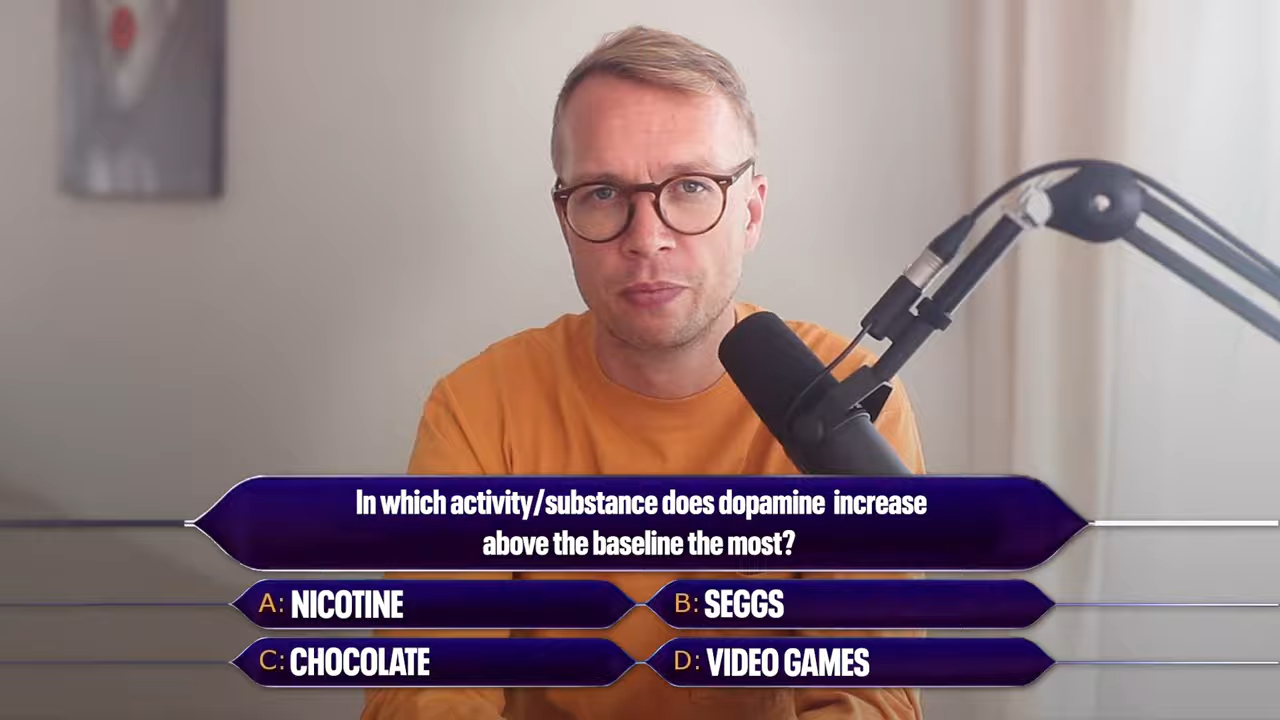 In which activity/substance does dopamine increase
above the baseline the most?
A: NICOTINE
B: SEGGS
C: CHOCOLATE
D: VIDEO GAMES